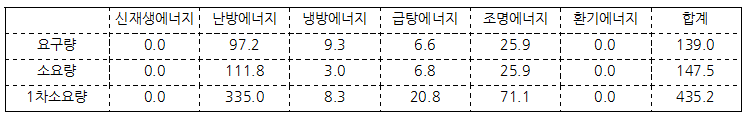 신재생에너지 난방에너지 냉방에너지 급탕에너지 조명에너지 환기에너지 합계
요구량 0.0 97.2 9.3 6.6 25.9 0.0 139.0
소요량 0.0 111.8 3.0 6.8 25.9 0.0 147.5
1차소요량 0.0 335.0 8.3 20.8 71.1 0.0 435.2